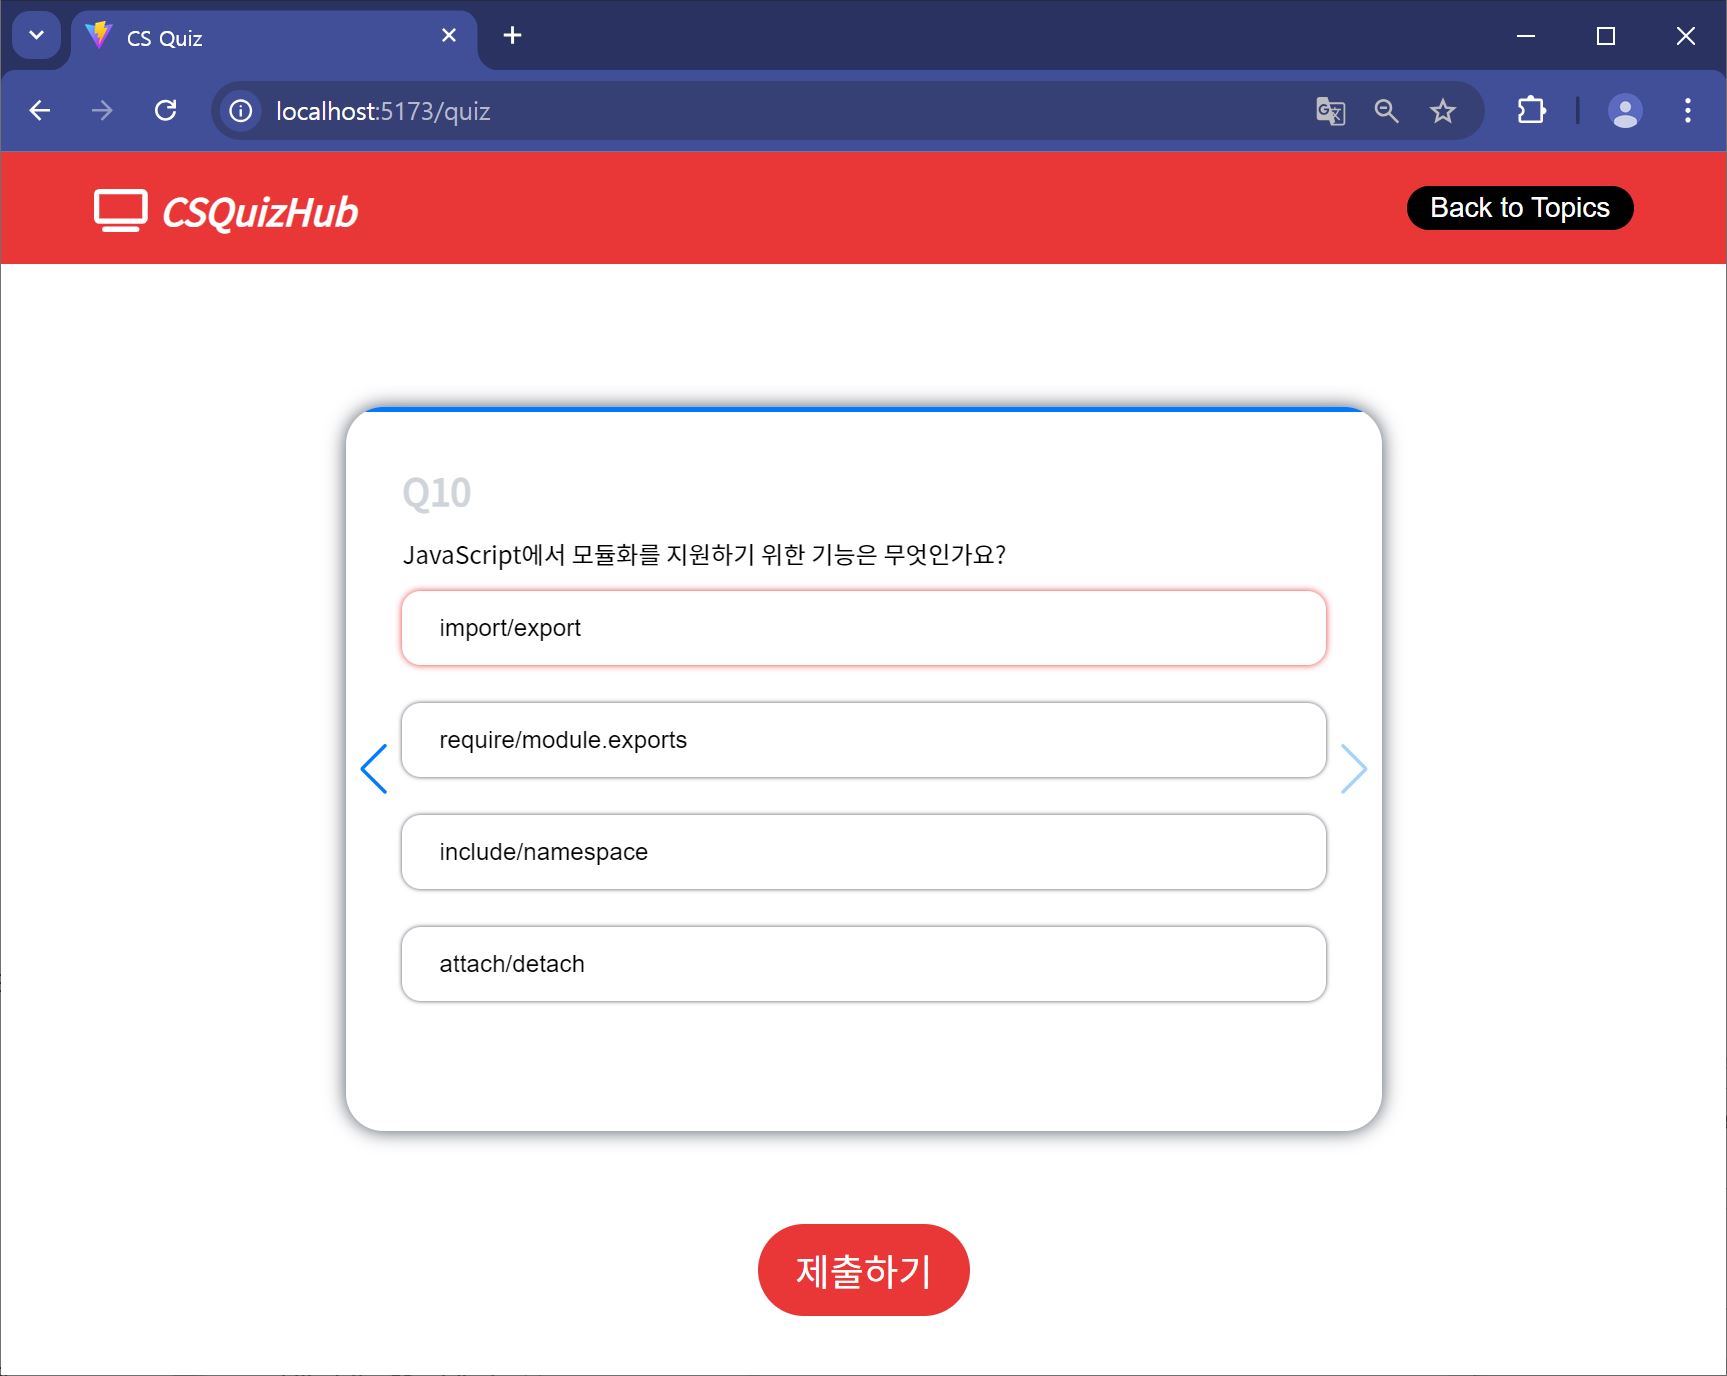 CS Quiz
localhost:5173/quiz
CSQuizHub
Back to Topics
Q10
JavaScript에서 모듈화를 지원하기 위한 기능은 무엇인가요?
import/export
require/module.exports
include/namespace
attach/detach
제출하기